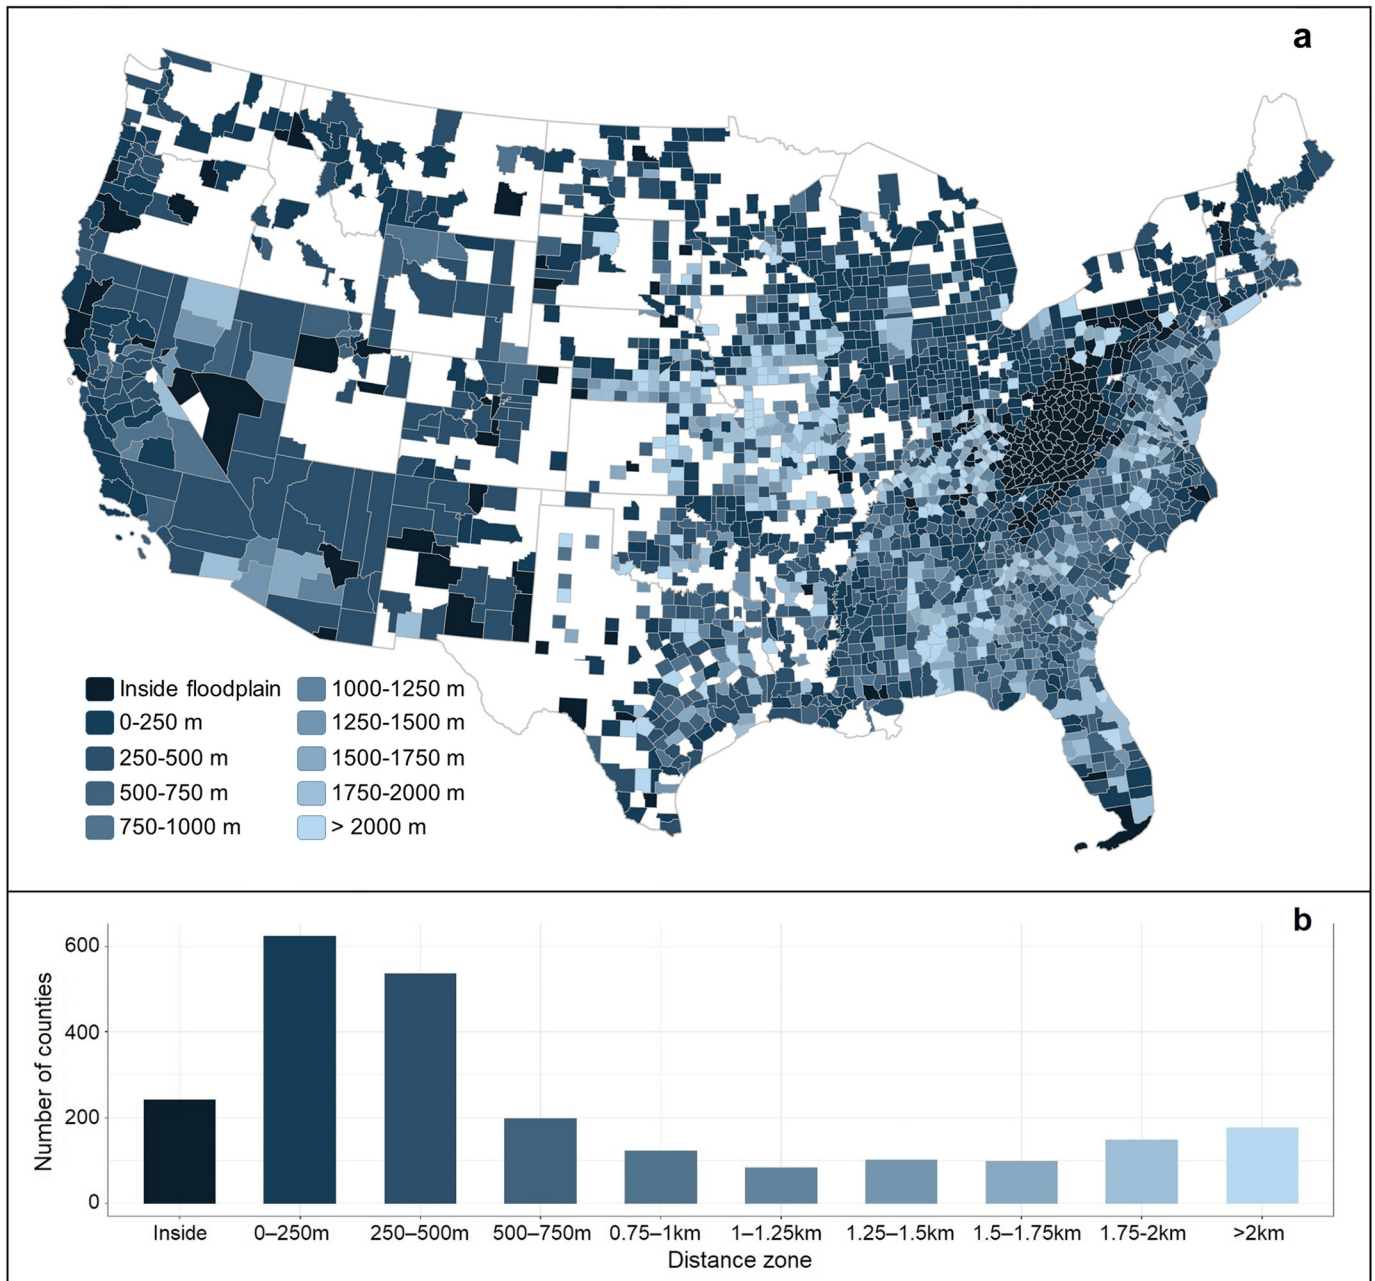 a
Inside floodplain
0-250 m
250-500 m
500-750 m
750-1000 m
1000-1250 m
1250-1500 m
1500-1750 m
1750-2000 m
> 2000 m
b
Number of counties
600
400
200
0
Inside 0–250m 250–500m 500–750m 0.75–1km 1–1.25km 1.25–1.5km 1.5–1.75km 1.75-2km >2km
Distance zone